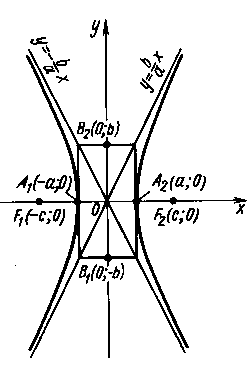 y
y=-b/a x
y=b/a x
B₂(0;b)
A₁(-a;0)
A₂(a;0)
F₁(-c;0)
O
F₂(c;0)
x
B₁(0;-b)